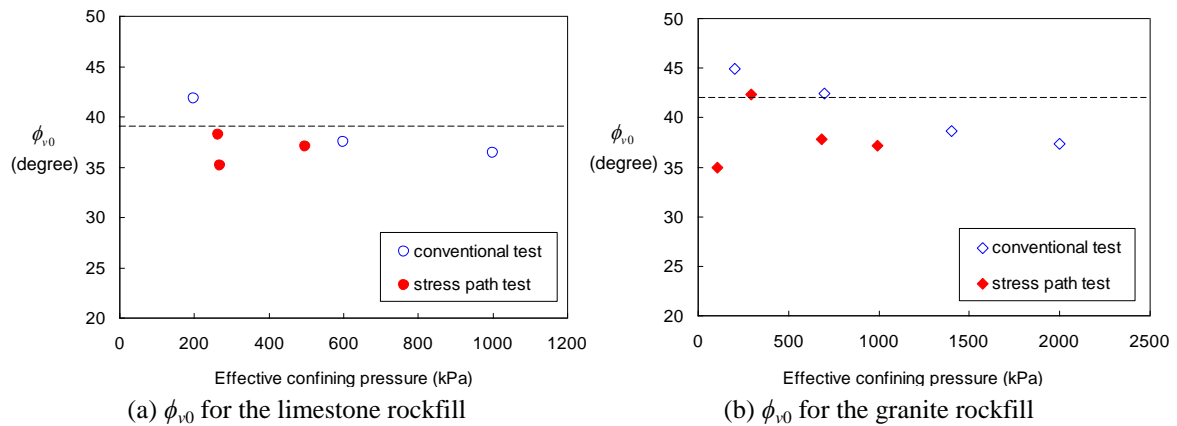 50
45
40
35
30
25
20
ϕv0
(degree)
conventional test
stress path test
0 200 400 600 800 1000 1200
Effective confining pressure (kPa)
(a) ϕv0 for the limestone rockfill
50
45
40
35
30
25
20
ϕv0
(degree)
conventional test
stress path test
0 500 1000 1500 2000 2500
Effective confining pressure (kPa)
(b) ϕv0 for the granite rockfill